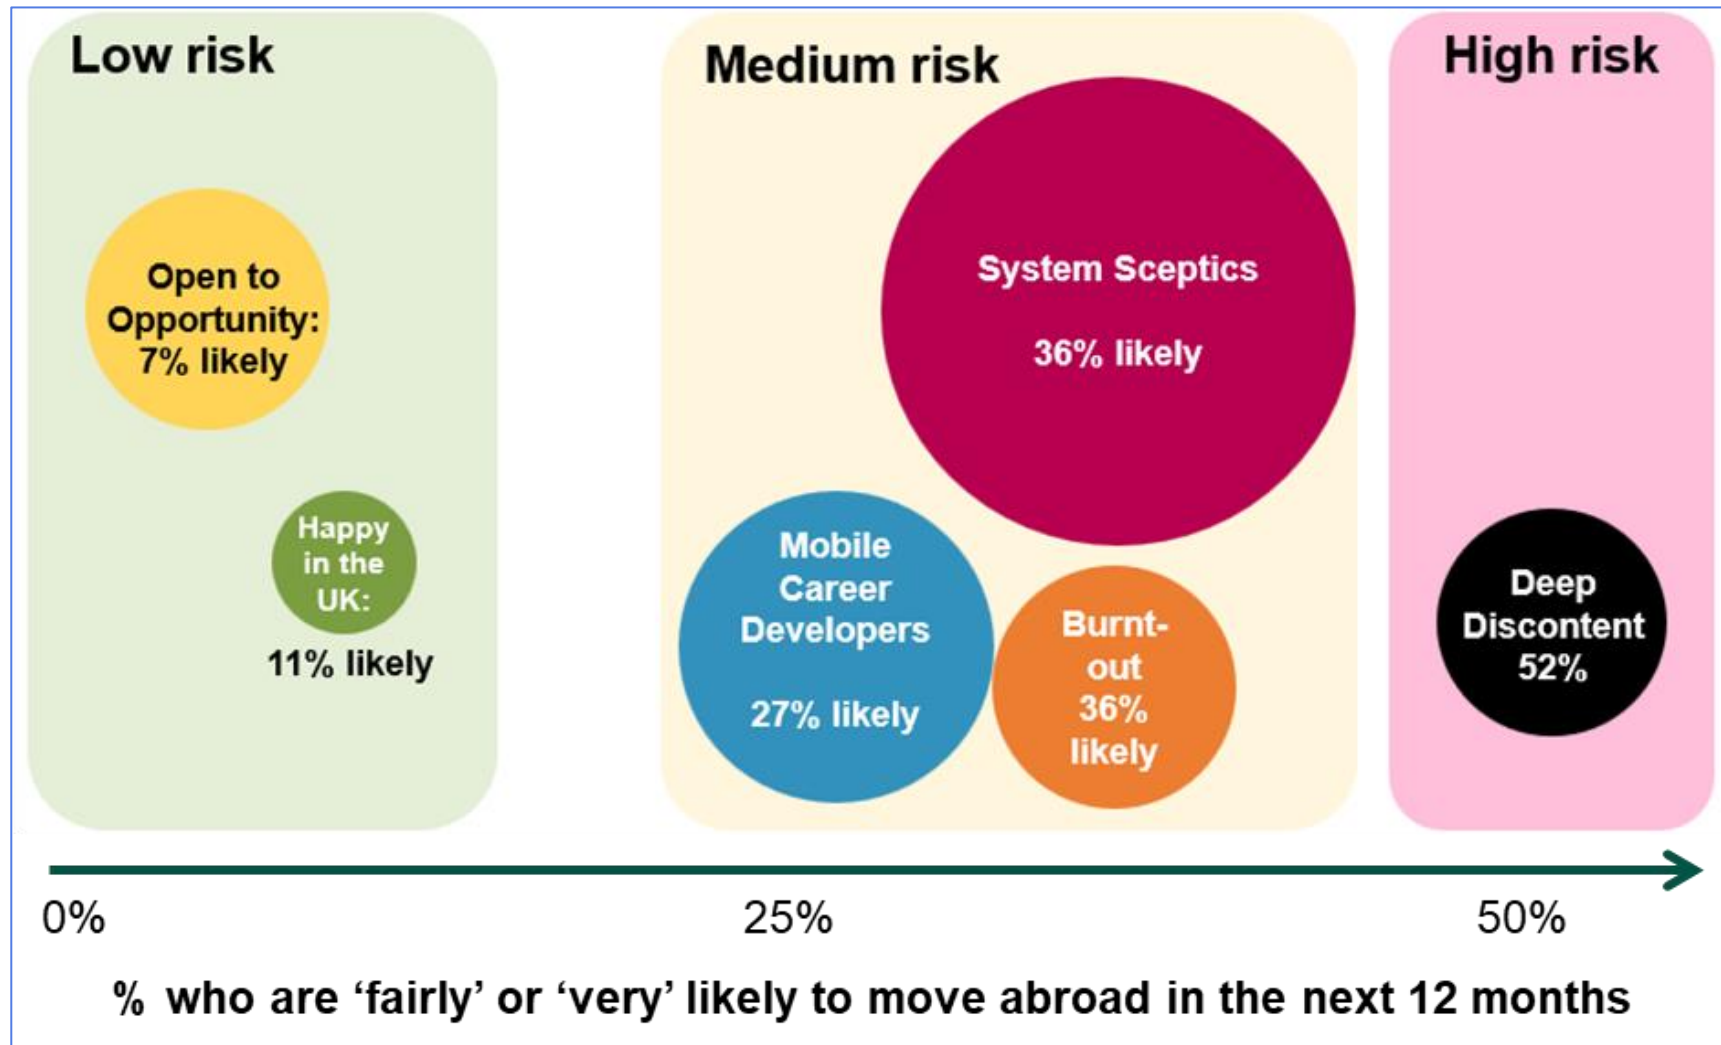 Low risk
Medium risk
High risk
Open to
Opportunity:
7% likely
System Sceptics
36% likely
Happy
in the
UK:
11% likely
Mobile
Career
Developers
27% likely
Burnt-
out
36%
likely
Deep
Discontent
52%
0%
25%
50%
% who are ‘fairly’ or ‘very’ likely to move abroad in the next 12 months